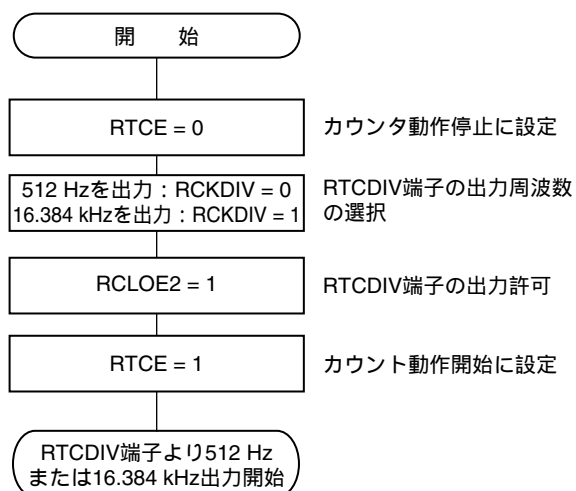 開　始
RTCE = 0
カウンタ動作停止に設定
512 Hzを出力：RCKDIV = 0
16.384 kHzを出力：RCKDIV = 1
RTCDIV端子の出力周波数
の選択
RCLOE2 = 1
RTCDIV端子の出力許可
RTCE = 1
カウント動作開始に設定
RTCDIV端子より512 Hz
または16.384 kHz出力開始